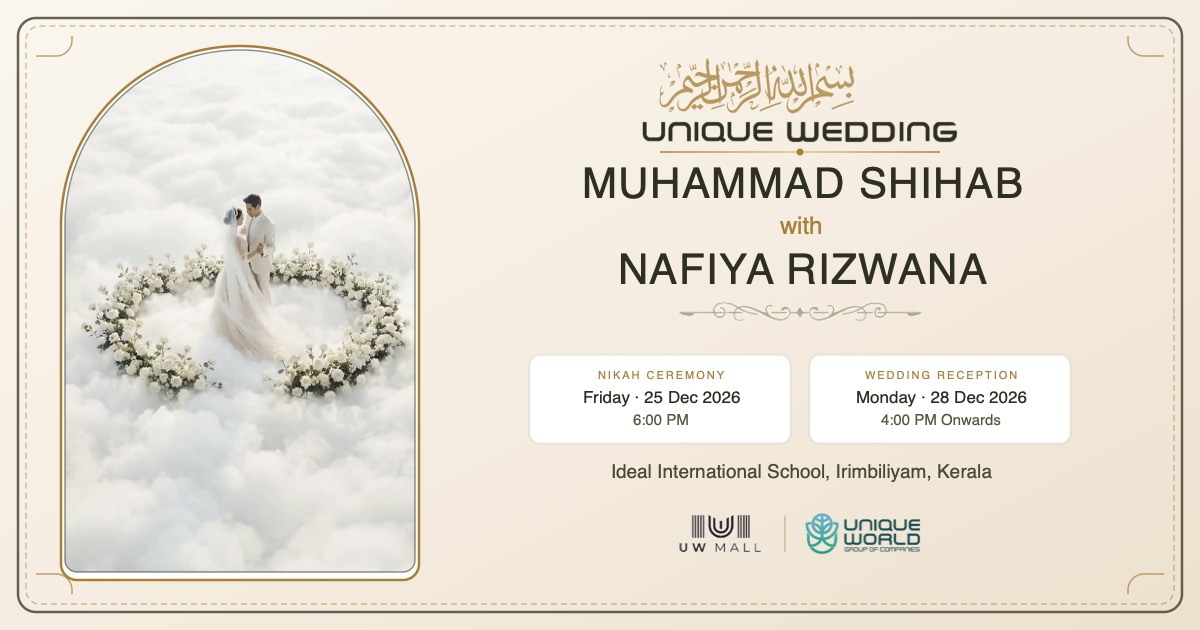 بسم الله الرحمن الرحيم
UNIQUE WEDDING
MUHAMMAD SHIHAB
with
NAFIYA RIZWANA
NIKAH CEREMONY
Friday · 25 Dec 2026
6:00 PM
WEDDING RECEPTION
Monday · 28 Dec 2026
4:00 PM Onwards
Ideal International School, Irimbiliyam, Kerala
UW MALL
UNIQUE
WORLD
GROUP OF COMPANIES